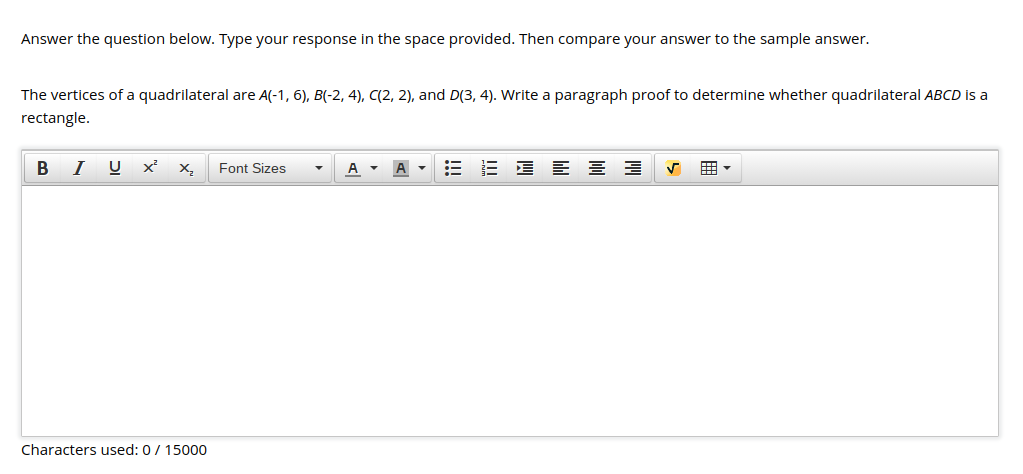 Answer the question below. Type your response in the space provided. Then compare your answer to the sample answer.
The vertices of a quadrilateral are A(-1, 6), B(-2, 4), C(2, 2), and D(3, 4). Write a paragraph proof to determine whether quadrilateral ABCD is a
rectangle.
B I U x² x₂ Font Sizes A A √
Characters used: 0 / 15000